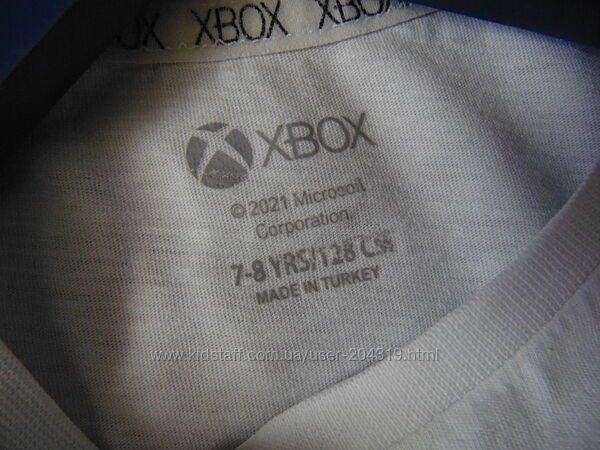 XBOX XBOX
XBOX
© 2021 Microsoft
Corporation
7-8 YRS/128 CM
MADE IN TURKEY
www.kidstaff.com.ua/user-204319.html